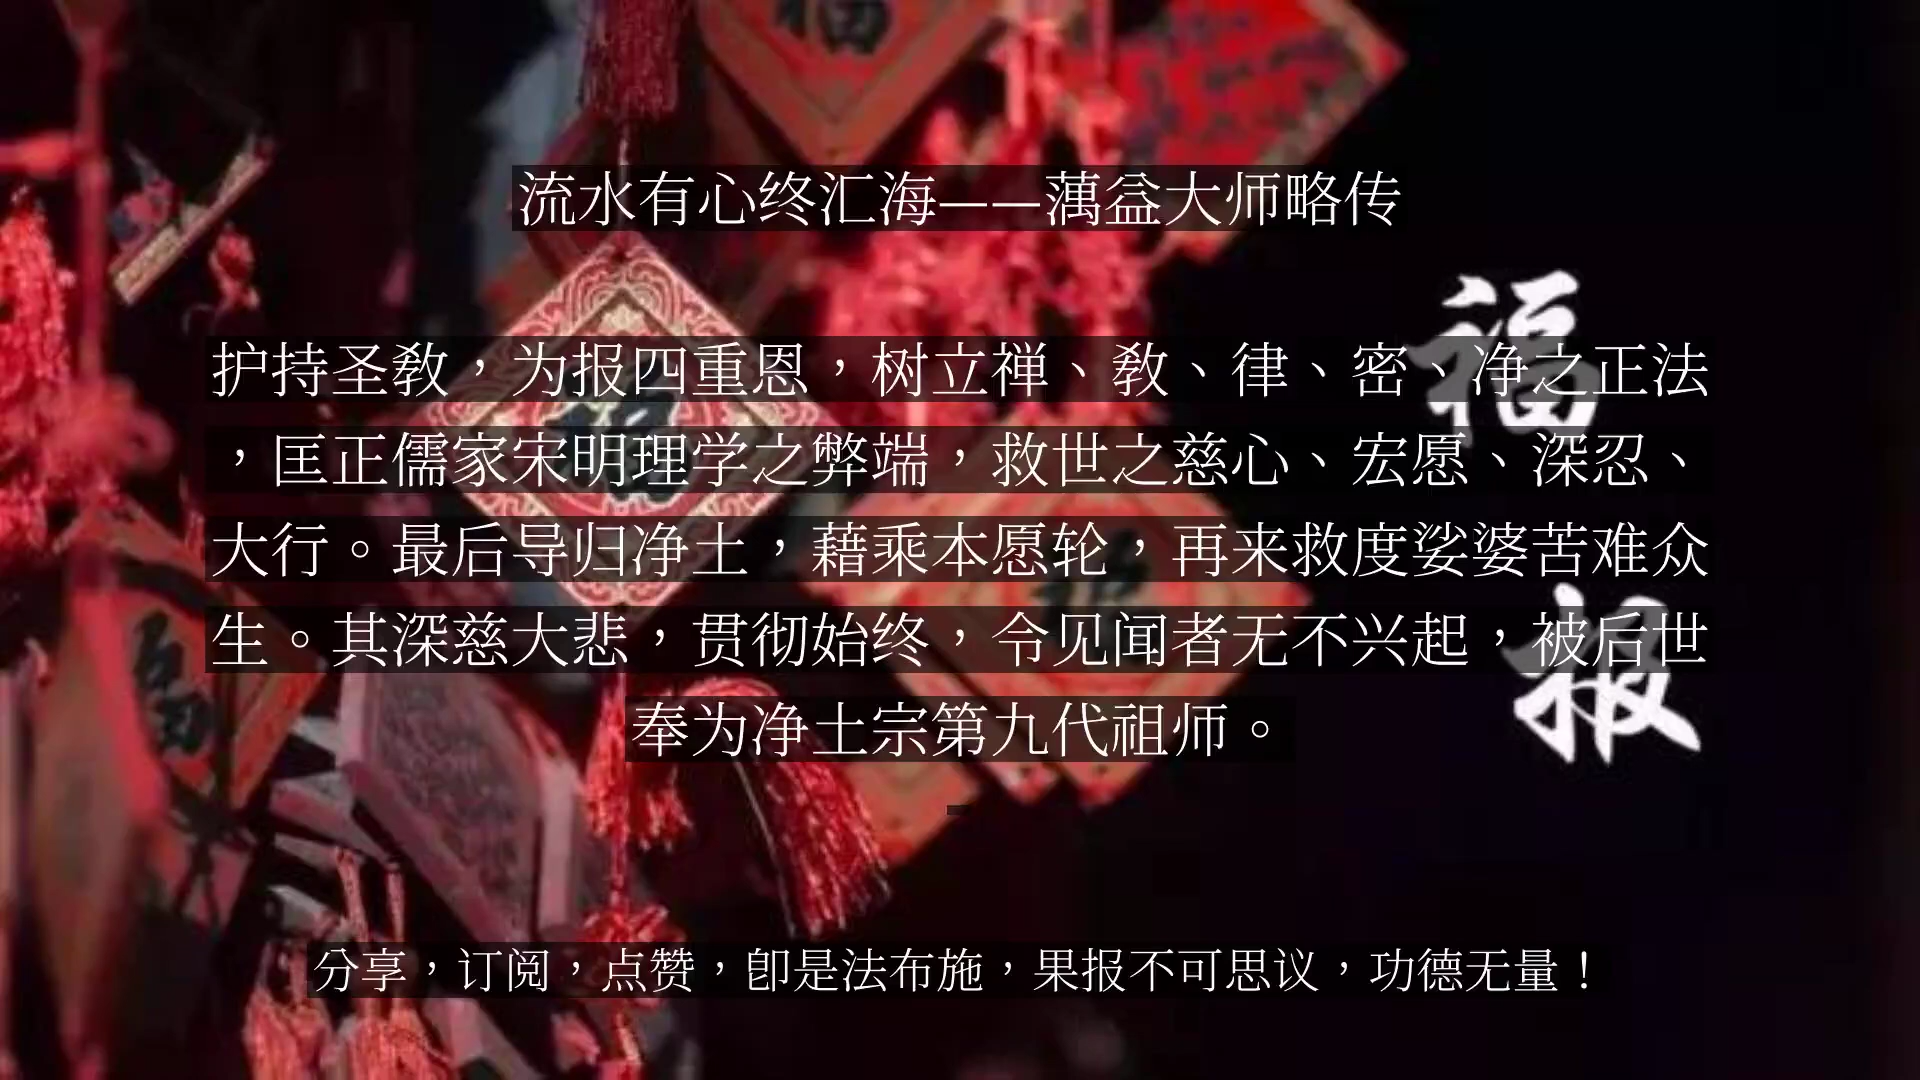 流水有心终汇海——蕅益大师略传
福
报
护持圣教，为报四重恩，树立禅、教、律、密、净之正法
，匡正儒家宋明理学之弊端，救世之慈心、宏愿、深忍、
大行。最后导归净土，藉乘本愿轮，再来救度娑婆苦难众
生。其深慈大悲，贯彻始终，令见闻者无不兴起，被后世
奉为净土宗第九代祖师。
分享，订阅，点赞，即是法布施，果报不可思议，功德无量！